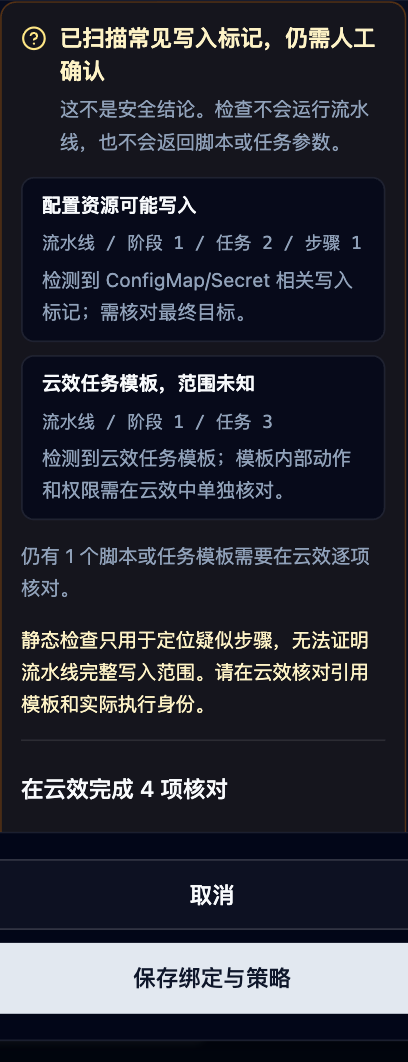 已扫描常见写入标记，仍需人工
确认
这不是安全结论。检查不会运行流水
线，也不会返回脚本或任务参数。
配置资源可能写入
流水线 / 阶段 1 / 任务 2 / 步骤 1
检测到 ConfigMap/Secret 相关写入
标记；需核对最终目标。
云效任务模板，范围未知
流水线 / 阶段 1 / 任务 3
检测到云效任务模板；模板内部动作
和权限需在云效中单独核对。
仍有 1 个脚本或任务模板需要在云效逐项
核对。
静态检查只用于定位疑似步骤，无法证明
流水线完整写入范围。请在云效核对引用
模板和实际执行身份。
在云效完成 4 项核对
取消
保存绑定与策略